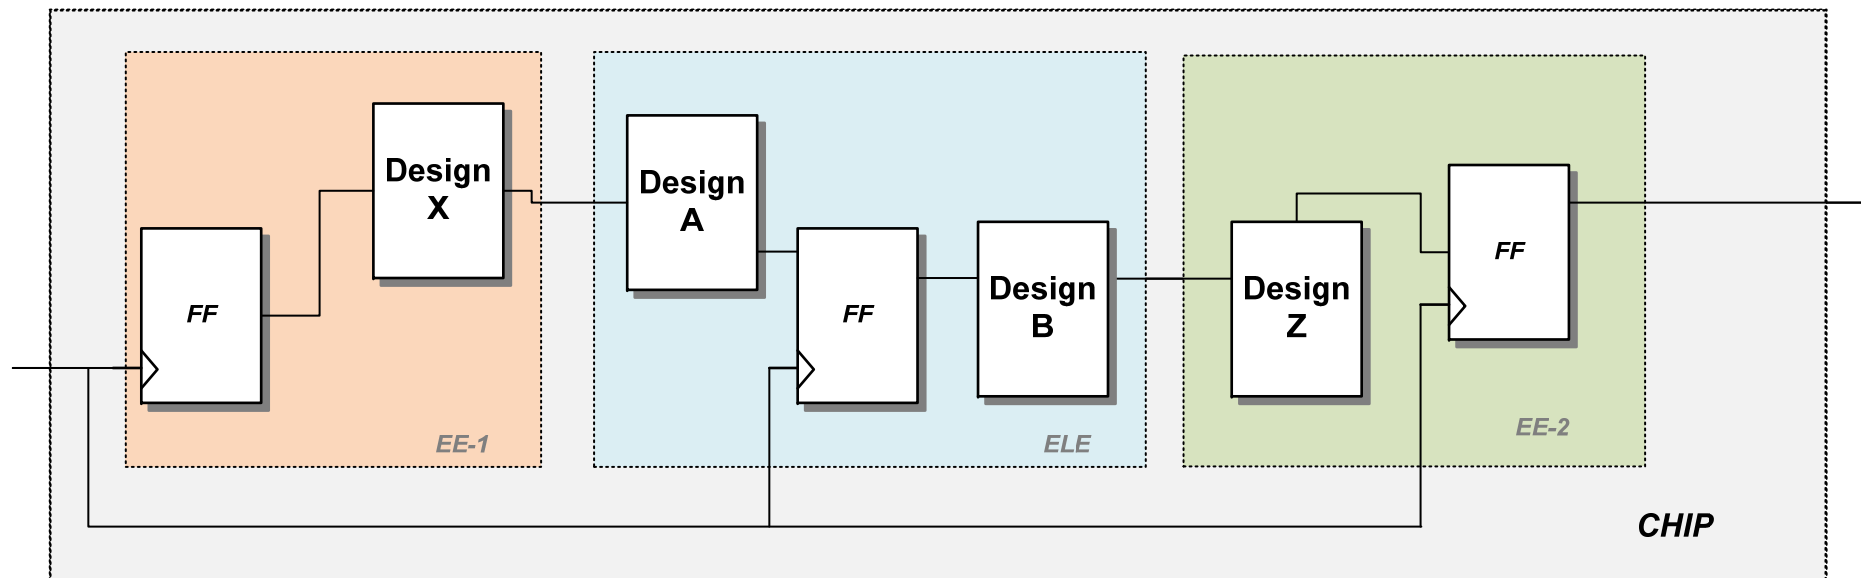 FF
Design
X
EE-1
Design
A
FF
Design
B
ELE
Design
Z
FF
EE-2
CHIP